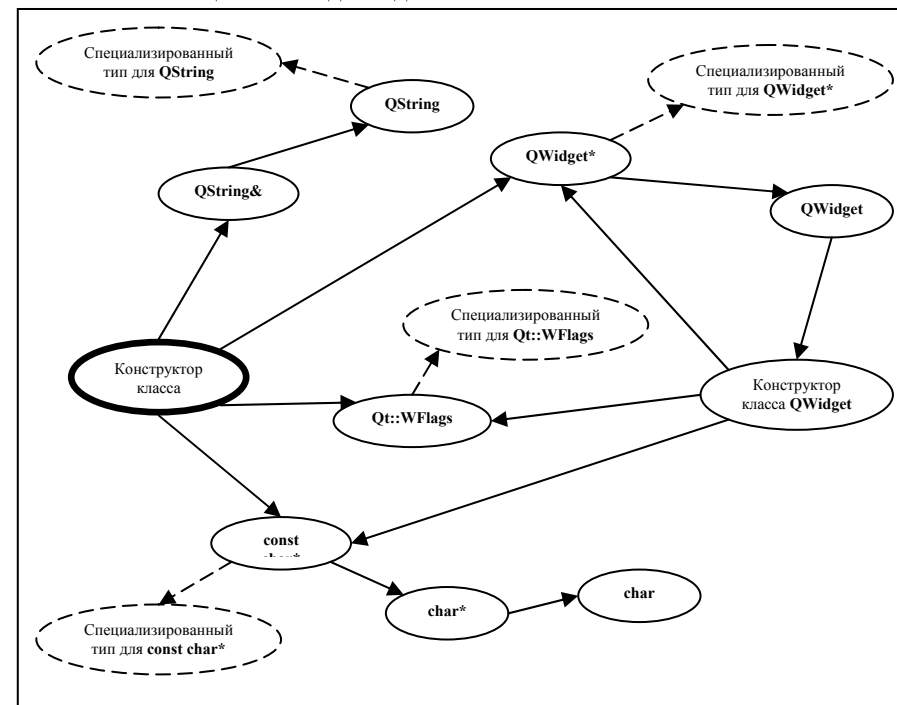 Специализированный
тип для QString
QString
Специализированный
тип для QWidget*
QWidget*
QString&
QWidget
Специализированный
тип для Qt::WFlags
Конструктор
класса
Конструктор
класса QWidget
Qt::WFlags
const
char*
char
Специализированный
тип для const char*